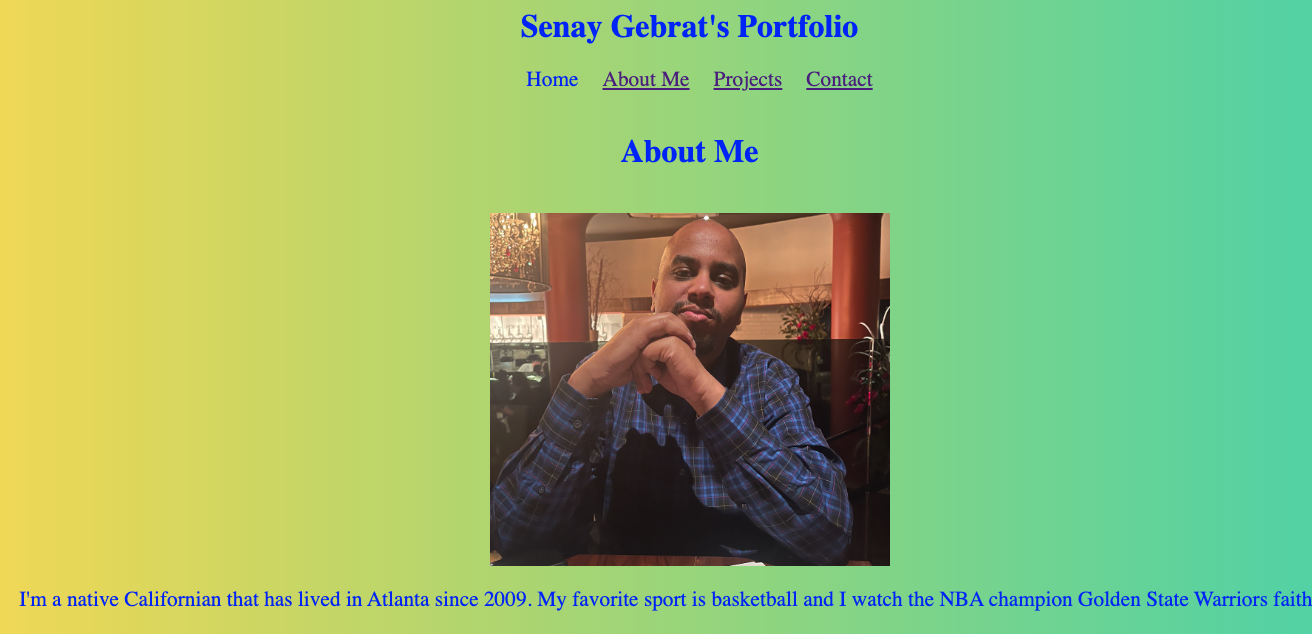 Senay Gebrat's Portfolio
Home About Me Projects Contact
About Me
I'm a native Californian that has lived in Atlanta since 2009. My favorite sport is basketball and I watch the NBA champion Golden State Warriors faith